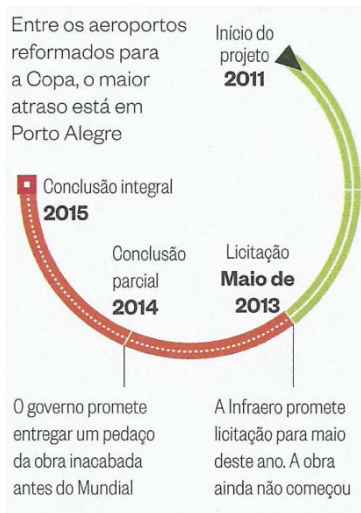 Entre os aeroportos
reformados para
a Copa, o maior
atraso está em
Porto Alegre
Início do
projeto
2011
Conclusão integral
2015
Conclusão
parcial
2014
Licitação
Maio de
2013
O governo promete
entregar um pedaço
da obra inacabada
antes do Mundial
A Infraero promete
licitação para maio
deste ano. A obra
ainda não começou